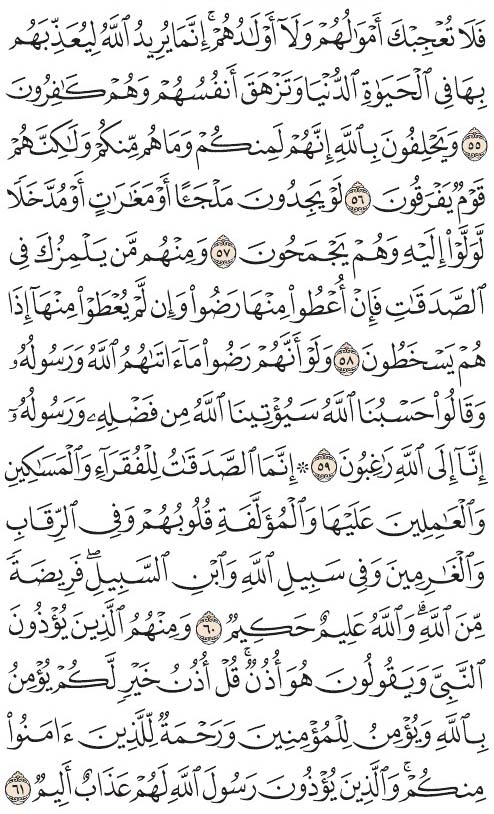 فَلَا تُعْجِبْكَ أَمْوَٰلُهُمْ وَلَآ أَوْلَـٰدُهُمْ ۚ إِنَّمَا يُرِيدُ ٱللَّهُ لِيُعَذِّبَهُم
بِهَا فِى ٱلْحَيَوٰةِ ٱلدُّنْيَا وَتَزْهَقَ أَنفُسُهُمْ وَهُمْ كَـٰفِرُونَ
٥٥ وَيَحْلِفُونَ بِٱللَّهِ إِنَّهُمْ لَمِنكُمْ وَمَا هُم مِّنكُمْ وَلَـٰكِنَّهُمْ
قَوْمٌ يَفْرَقُونَ ٥٦ لَوْ يَجِدُونَ مَلْجَـًٔا أَوْ مَغَـٰرَٰتٍ أَوْ مُدَّخَلًا
لَّوَلَّوْا۟ إِلَيْهِ وَهُمْ يَجْمَحُونَ ٥٧ وَمِنْهُم مَّن يَلْمِزُكَ فِى
ٱلصَّدَقَـٰتِ فَإِنْ أُعْطُوا۟ مِنْهَا رَضُوا۟ وَإِن لَّمْ يُعْطَوْا۟ مِنْهَآ إِذَا
هُمْ يَسْخَطُونَ ٥٨ وَلَوْ أَنَّهُمْ رَضُوا۟ مَآ ءَاتَىٰهُمُ ٱللَّهُ وَرَسُولُهُۥ
وَقَالُوا۟ حَسْبُنَا ٱللَّهُ سَيُؤْتِينَا ٱللَّهُ مِن فَضْلِهِۦ وَرَسُولُهُۥٓ
إِنَّآ إِلَى ٱللَّهِ رَٰغِبُونَ ٥٩ ۞ إِنَّمَا ٱلصَّدَقَـٰتُ لِلْفُقَرَآءِ وَٱلْمَسَـٰكِينِ
وَٱلْعَـٰمِلِينَ عَلَيْهَا وَٱلْمُؤَلَّفَةِ قُلُوبُهُمْ وَفِى ٱلرِّقَابِ
وَٱلْغَـٰرِمِينَ وَفِى سَبِيلِ ٱللَّهِ وَٱبْنِ ٱلسَّبِيلِ ۖ فَرِيضَةً
مِّنَ ٱللَّهِ ۗ وَٱللَّهُ عَلِيمٌ حَكِيمٌ ٦٠ وَمِنْهُمُ ٱلَّذِينَ يُؤْذُونَ
ٱلنَّبِىَّ وَيَقُولُونَ هُوَ أُذُنٌ ۚ قُلْ أُذُنُ خَيْرٍ لَّكُمْ يُؤْمِنُ
بِٱللَّهِ وَيُؤْمِنُ لِلْمُؤْمِنِينَ وَرَحْمَةٌ لِّلَّذِينَ ءَامَنُوا۟
مِنكُمْ ۚ وَٱلَّذِينَ يُؤْذُونَ رَسُولَ ٱللَّهِ لَهُمْ عَذَابٌ أَلِيمٌ ٦١